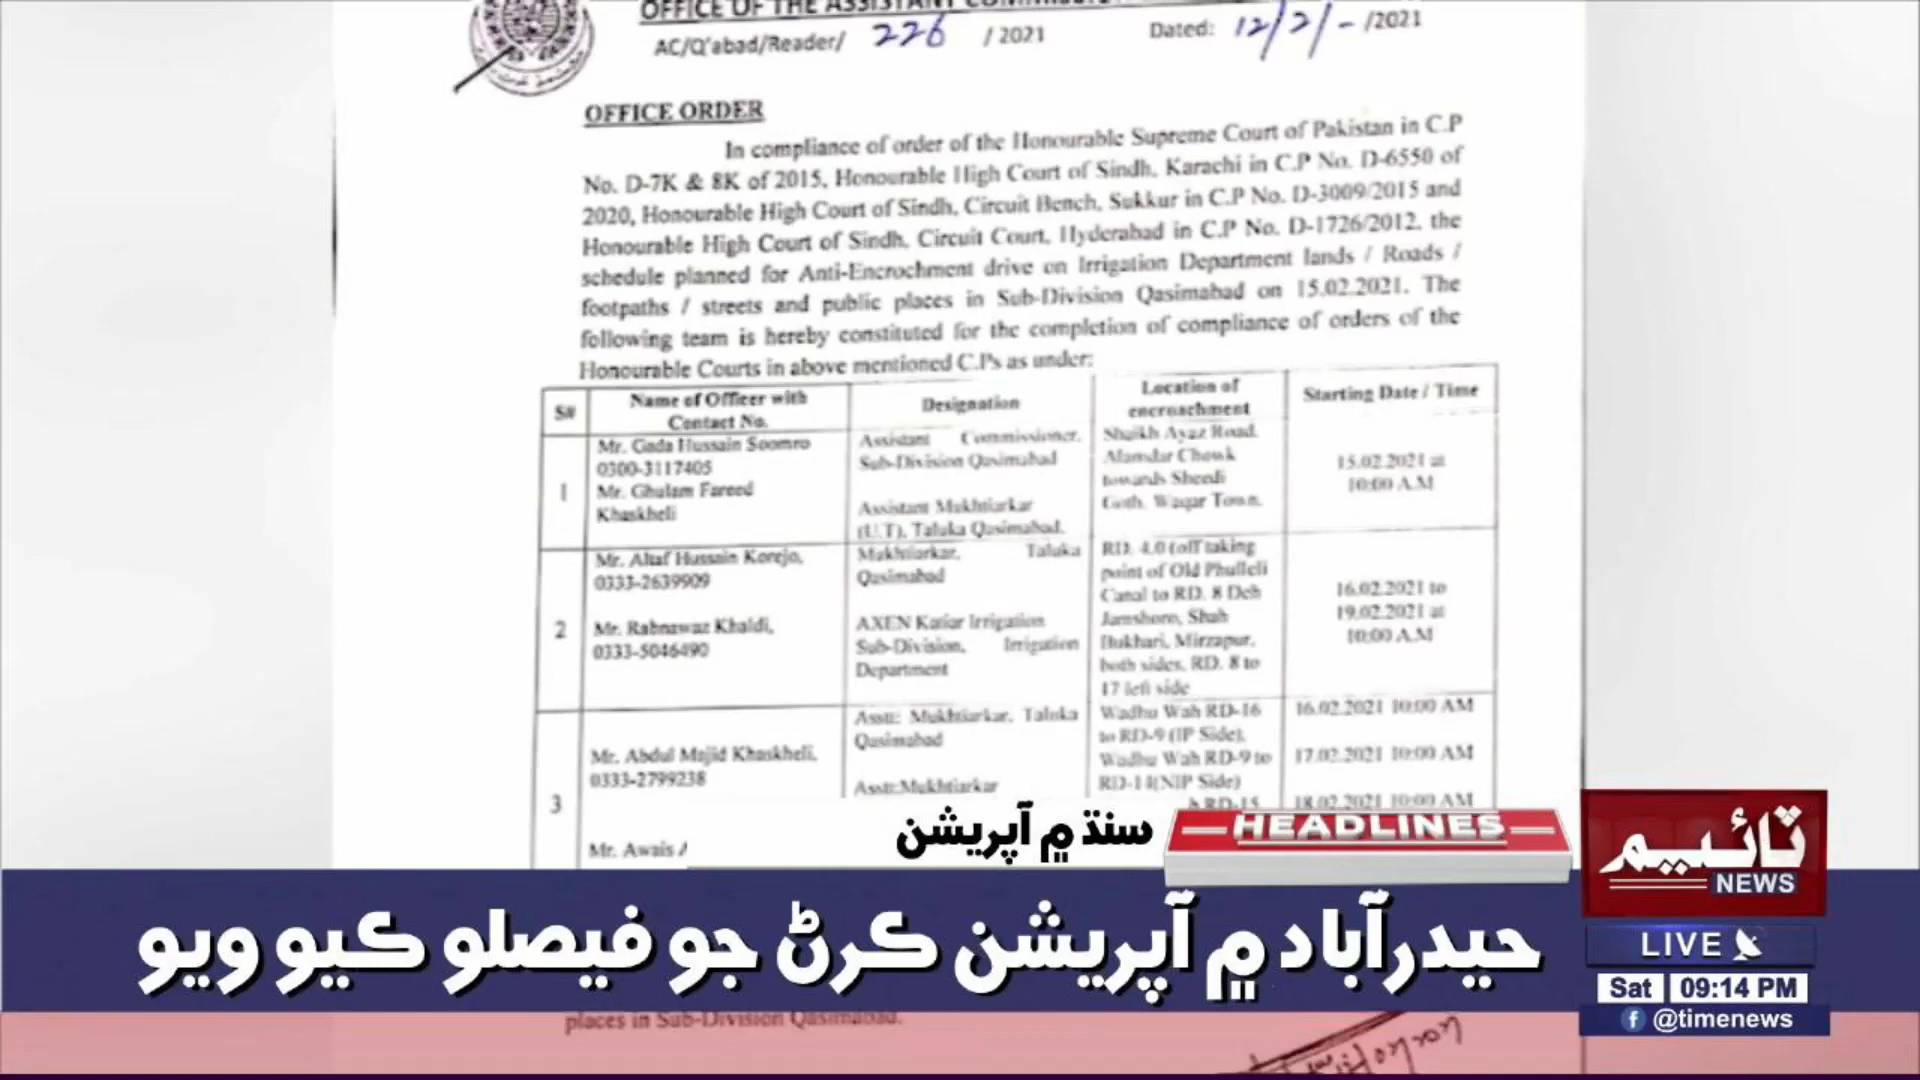 OFFICE OF THE ASSISTANT
AC/Q'abad/Reader/ 226 / 2021 Dated: 12/2/- /2021
OFFICE ORDER
In compliance of order of the Honourable Supreme Court of Pakistan in C.P
No. D-7K & 8K of 2015, Honourable High Court of Sindh, Karachi in C.P No. D-6550 of
2020, Honourable High Court of Sindh, Circuit Bench, Sukkur in C.P No. D-3009/2015 and
Honourable High Court of Sindh, Circuit Court, Hyderabad in C.P No. D-1726/2012, the
schedule planned for Anti-Encrochment drive on Irrigation Department lands / Roads /
footpaths / streets and public places in Sub-Division Qasimabad on 15.02.2021. The
following team is hereby constituted for the completion of compliance of orders of the
Honourable Courts in above mentioned C.Ps as under:
S# Name of Officer with Contact No. Designation Location of encroachment Starting Date / Time
1
Mr. Gada Hussain Soomro
0300-3117405
Mr. Ghulam Fareed
Khaskheli
Assistant Commissioner,
Sub-Division Qasimabad
Assistant Mukhtiarkar
(U.T), Taluka Qasimabad.
Shaikh Ayaz Road,
Alamdar Chowk
towards Sheedi
Goth, Waqar Town.
15.02.2021 at
10:00 A.M
2
Mr. Altaf Hussain Korejo,
0333-2639909
Mr. Rabnawaz Khaldi,
0333-5046490
Mukhtiarkar, Taluka
Qasimabad
AXEN Katiar Irrigation
Sub-Division, Irrigation
Department
RD. 4.0 (off taking
point of Old Phulleli
Canal to RD. 8 Deh
Jamshoro, Shah
Bukhari, Mirzapur,
both sides, RD. 8 to
17 left side
16.02.2021 to
19.02.2021 at
10:00 A.M
3
Mr. Abdul Majid Khaskheli,
0333-2799238
Mr. Awais
Asstt: Mukhtiarkar, Taluka
Qasimabad
Asstt:Mukhtiarkar
Wadhu Wah RD-16
to RD-9 (IP Side),
Wadhu Wah RD-9 to
RD-14(NIP Side)
RD-15
16.02.2021 10:00 AM
17.02.2021 10:00 AM
18.02.2021 10:00 AM
سنڌ ۾ آپريشن
HEADLINES
حيدرآباد ۾ آپريشن ڪرڻ جو فيصلو ڪيو ويو
ٽائيم
NEWS
LIVE
Sat 09:14 PM
@timenews
places in Sub-Division Qasimabad.